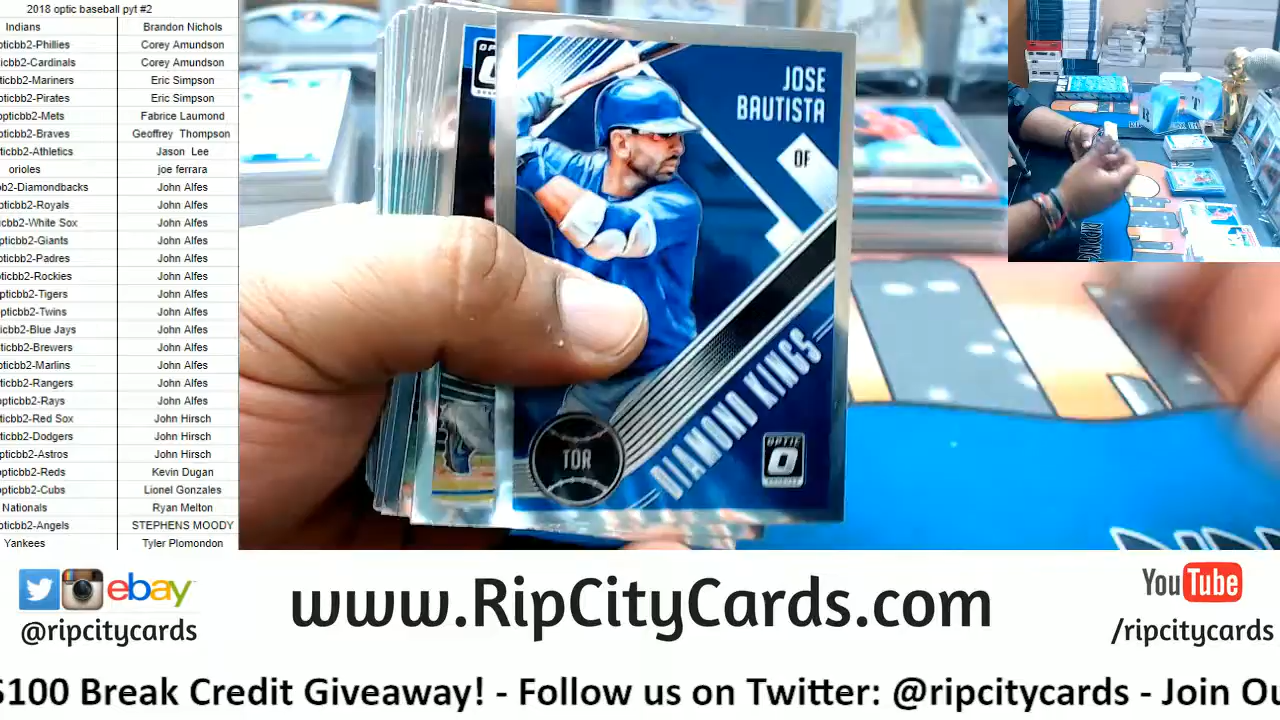 2018 optic baseball pyt #2
Indians Brandon Nichols
pticbb2-Phillies Corey Amundson
pticbb2-Cardinals Corey Amundson
pticbb2-Mariners Eric Simpson
pticbb2-Pirates Eric Simpson
opticbb2-Mets Fabrice Laumond
pticbb2-Braves Geoffrey Thompson
pticbb2-Athletics Jason Lee
orioles joe ferrara
bb2-Diamondbacks John Alfes
pticbb2-Royals John Alfes
icbb2-White Sox John Alfes
pticbb2-Giants John Alfes
pticbb2-Padres John Alfes
pticbb2-Rockies John Alfes
pticbb2-Tigers John Alfes
pticbb2-Twins John Alfes
ticbb2-Blue Jays John Alfes
pticbb2-Brewers John Alfes
pticbb2-Marlins John Alfes
pticbb2-Rangers John Alfes
opticbb2-Rays John Alfes
ticbb2-Red Sox John Hirsch
pticbb2-Dodgers John Hirsch
pticbb2-Astros John Hirsch
opticbb2-Reds Kevin Dugan
opticbb2-Cubs Lionel Gonzales
Nationals Ryan Melton
pticbb2-Angels STEPHENS MOODY
Yankees Tyler Plomondon
JOSE
BAUTISTA
OF
DIAMOND KINGS
TOR
OPTIC
ebay
@ripcitycards
www.RipCityCards.com
YouTube
/ripcitycards
$100 Break Credit Giveaway! - Follow us on Twitter: @ripcitycards - Join Ou